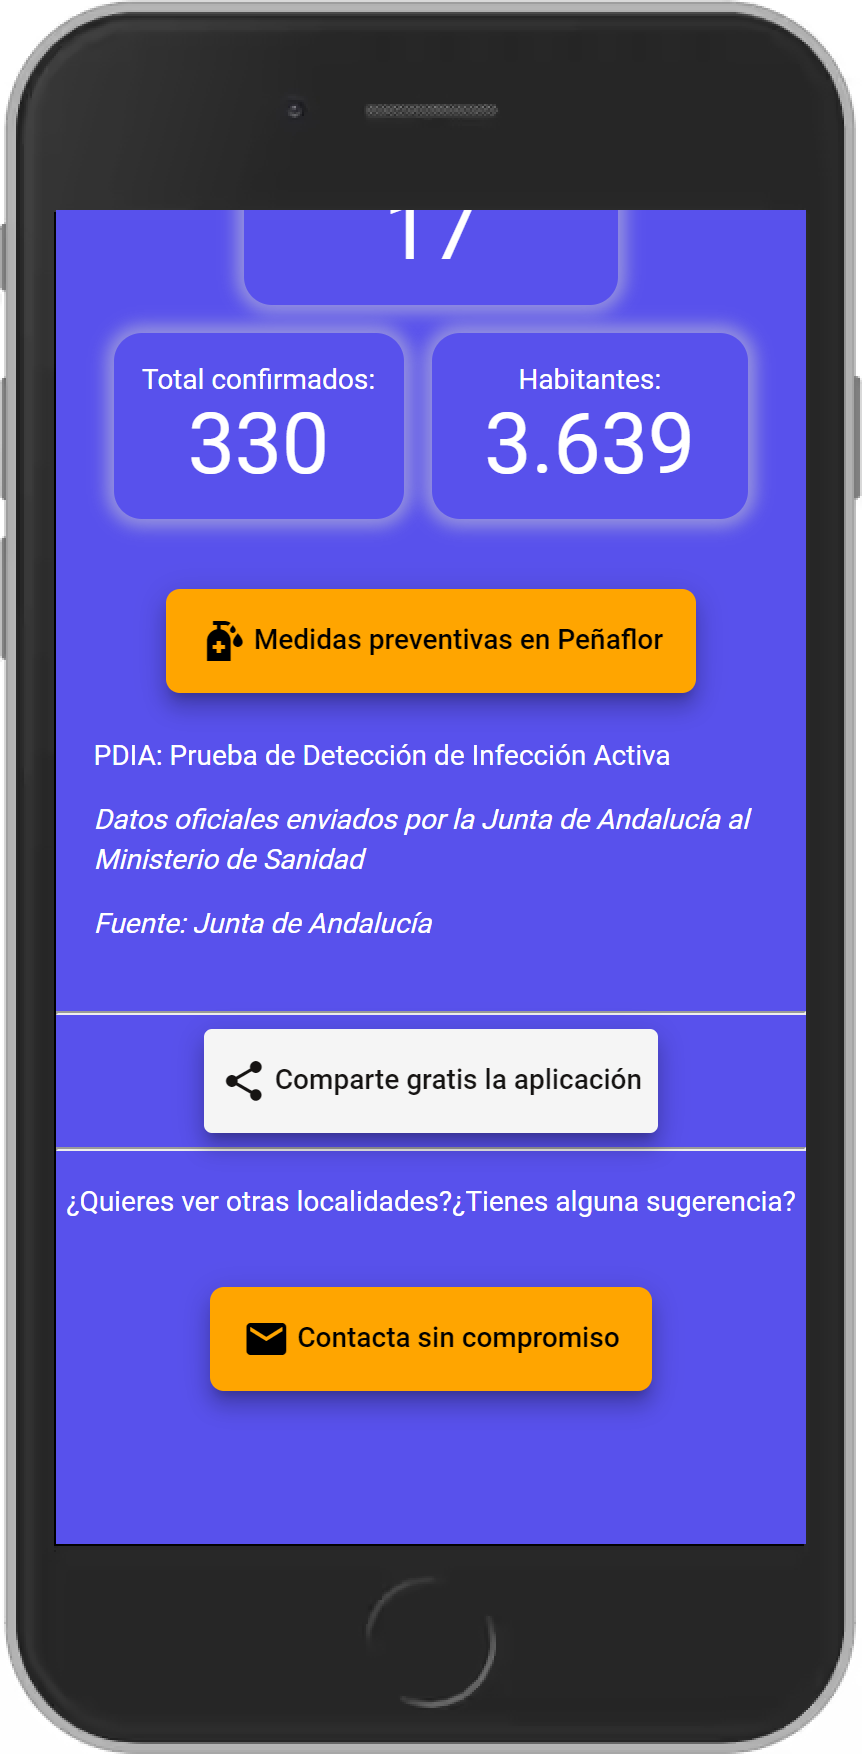 17
Total confirmados:
330
Habitantes:
3.639
Medidas preventivas en Peñaflor
PDIA: Prueba de Detección de Infección Activa
Datos oficiales enviados por la Junta de Andalucía al
Ministerio de Sanidad
Fuente: Junta de Andalucía
Comparte gratis la aplicación
¿Quieres ver otras localidades?¿Tienes alguna sugerencia?
Contacta sin compromiso